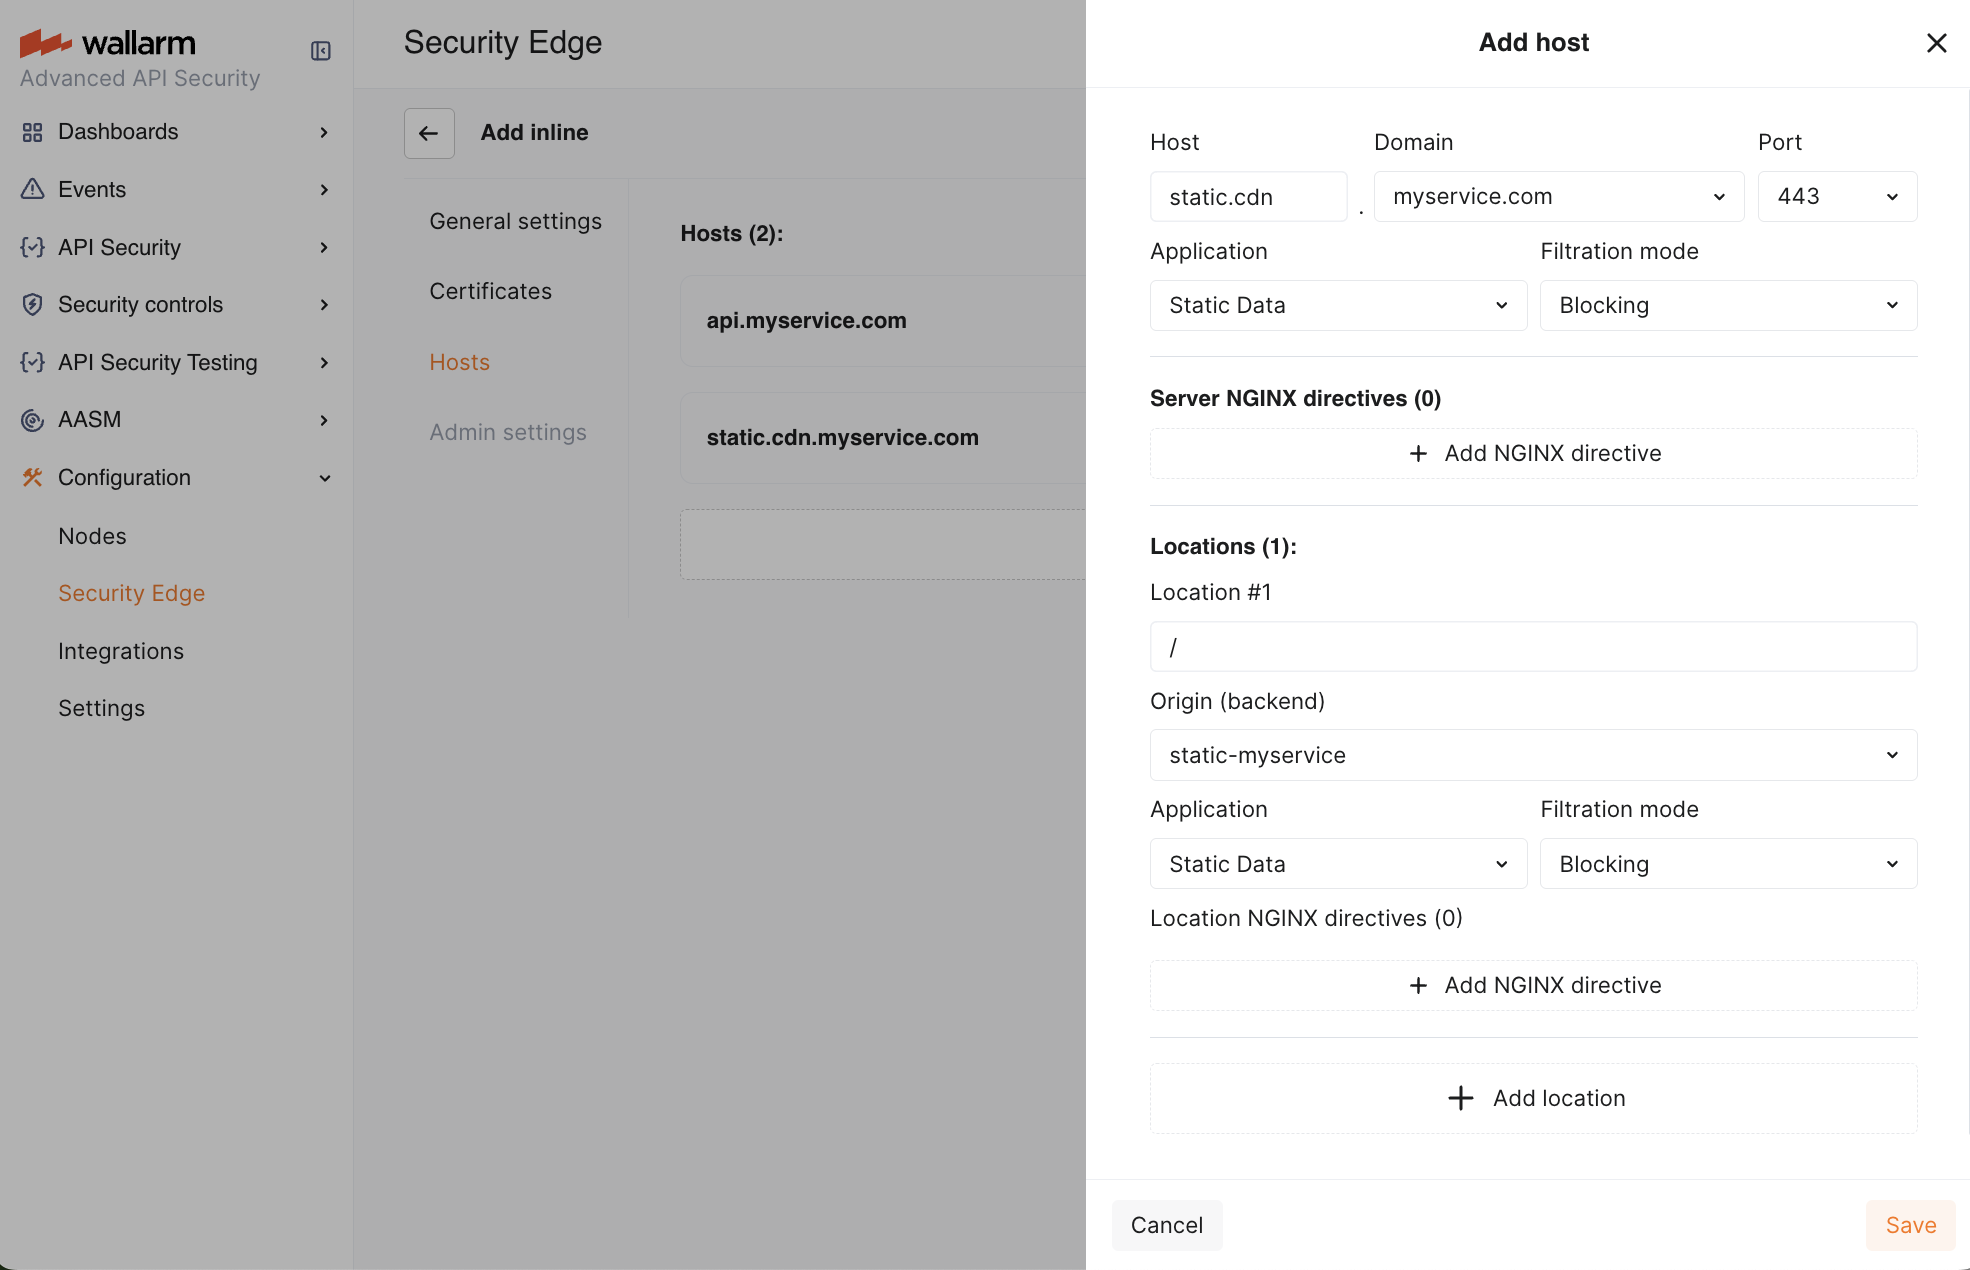 wallarm
Advanced API Security
Dashboards
Events
API Security
Security controls
API Security Testing
AASM
Configuration
Nodes
Security Edge
Integrations
Settings
Security Edge
Add inline
General settings
Certificates
Hosts
Admin settings
Hosts (2):
api.myservice.com
static.cdn.myservice.com
Add host
Host Domain Port
static.cdn . myservice.com 443
Application Filtration mode
Static Data Blocking
Server NGINX directives (0)
+ Add NGINX directive
Locations (1):
Location #1
/
Origin (backend)
static-myservice
Application Filtration mode
Static Data Blocking
Location NGINX directives (0)
+ Add NGINX directive
+ Add location
Cancel Save